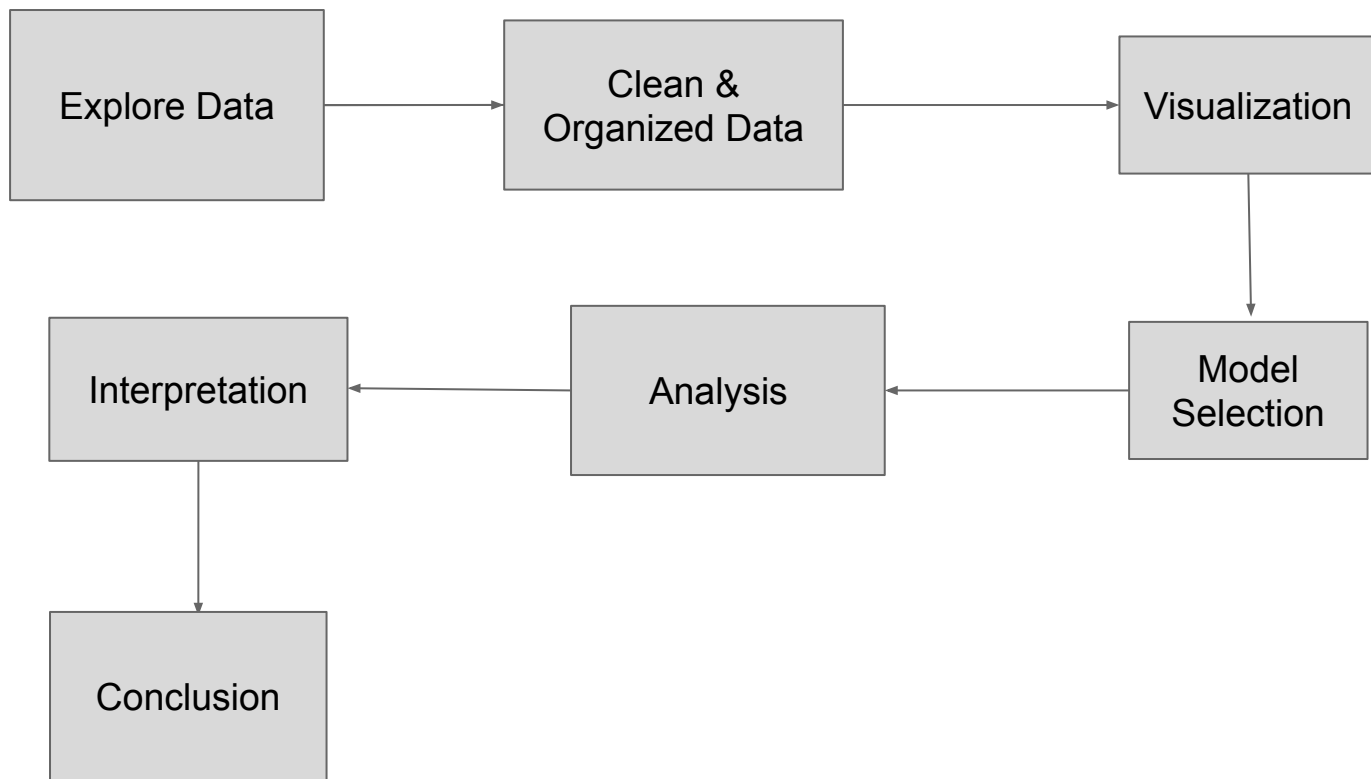 Explore Data
Clean &
Organized Data
Visualization
Model
Selection
Analysis
Interpretation
Conclusion